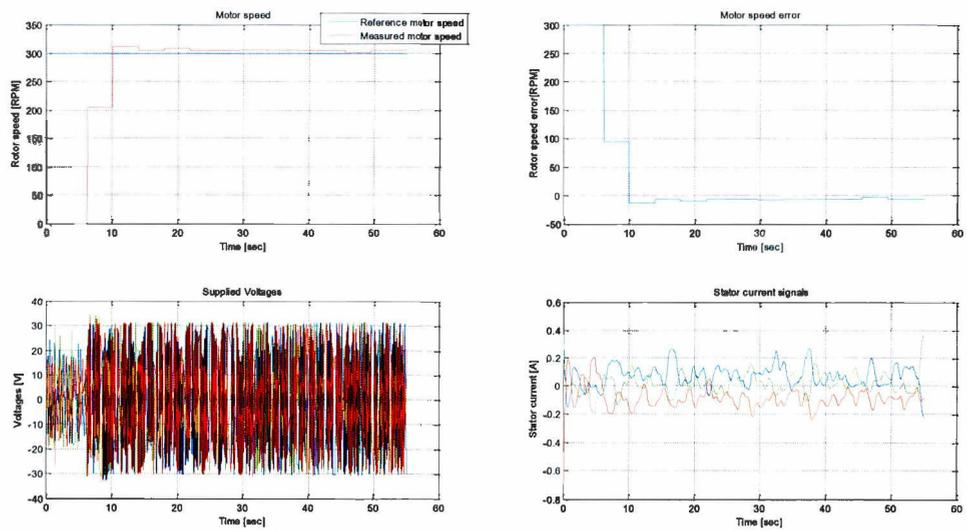 Motor speed
Reference motor speed
Measured motor speed
Rotor speed [RPM]
350
300
250
200
150
100
50
0
0 10 20 30 40 50 60
Time [sec]
Motor speed error
Rotor speed error[RPM]
300
250
200
150
100
50
0
-50
0 10 20 30 40 50 60
Time [sec]
Supplied Voltages
Voltages [V]
40
30
20
10
0
-10
-20
-30
-40
0 10 20 30 40 50 60
Time [sec]
Stator current signals
Stator current [A]
0.6
0.4
0.2
0
-0.2
-0.4
-0.6
-0.8
0 10 20 30 40 50 60
Time [sec]